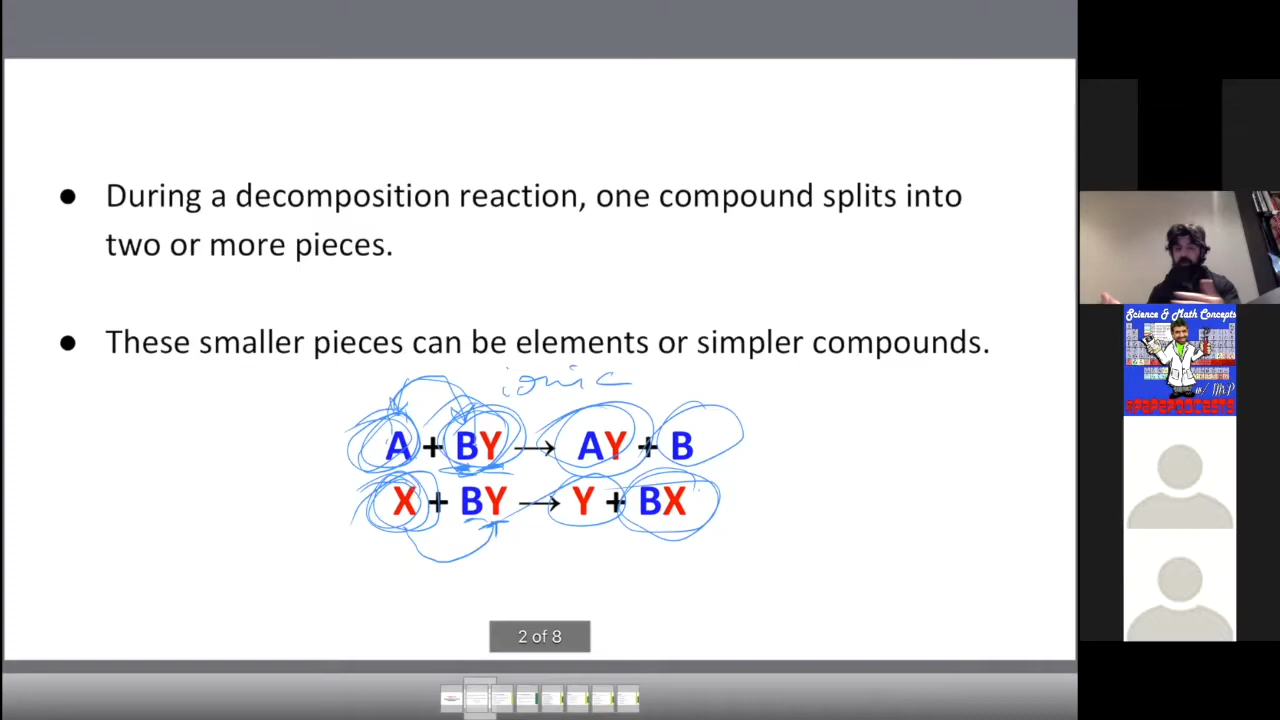 ● During a decomposition reaction, one compound splits into
two or more pieces.
● These smaller pieces can be elements or simpler compounds.
ionic
A + BY → AY + B
X + BY → Y + BX
2 of 8
Science & Math Concepts
w/ Mr.P